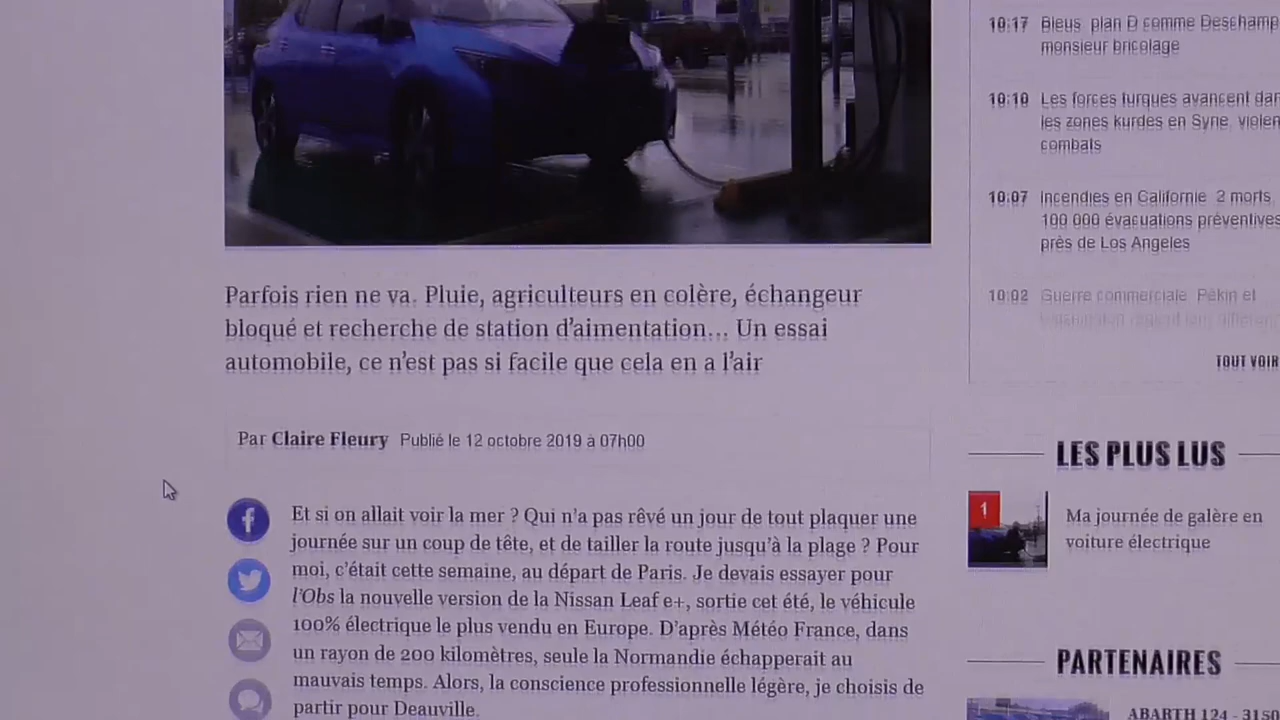 Parfois rien ne va. Pluie, agriculteurs en colère, échangeur
bloqué et recherche de station d'aimentation... Un essai
automobile, ce n'est pas si facile que cela en a l'air
Par Claire Fleury Publié le 12 octobre 2019 à 07h00
Et si on allait voir la mer ? Qui n'a pas rêvé un jour de tout plaquer une
journée sur un coup de tête, et de tailler la route jusqu'à la plage ? Pour
moi, c'était cette semaine, au départ de Paris. Je devais essayer pour
l'Obs la nouvelle version de la Nissan Leaf e+, sortie cet été, le véhicule
100% électrique le plus vendu en Europe. D'après Météo France, dans
un rayon de 200 kilomètres, seule la Normandie échapperait au
mauvais temps. Alors, la conscience professionnelle légère, je choisis de
partir pour Deauville.
10:17 Bleus plan D comme Deschamp
monsieur bricolage
10:10 Les forces turques avancent dan
les zones kurdes en Syrie violen
combats
10:07 Incendies en Californie 2 morts
100 000 évacuations préventives
près de Los Angeles
10:02 Guerre commerciale Pékin et
TOUT VOIR
LES PLUS LUS
1
Ma journée de galère en
voiture électrique
PARTENAIRES
ABARTH 124 - 3150